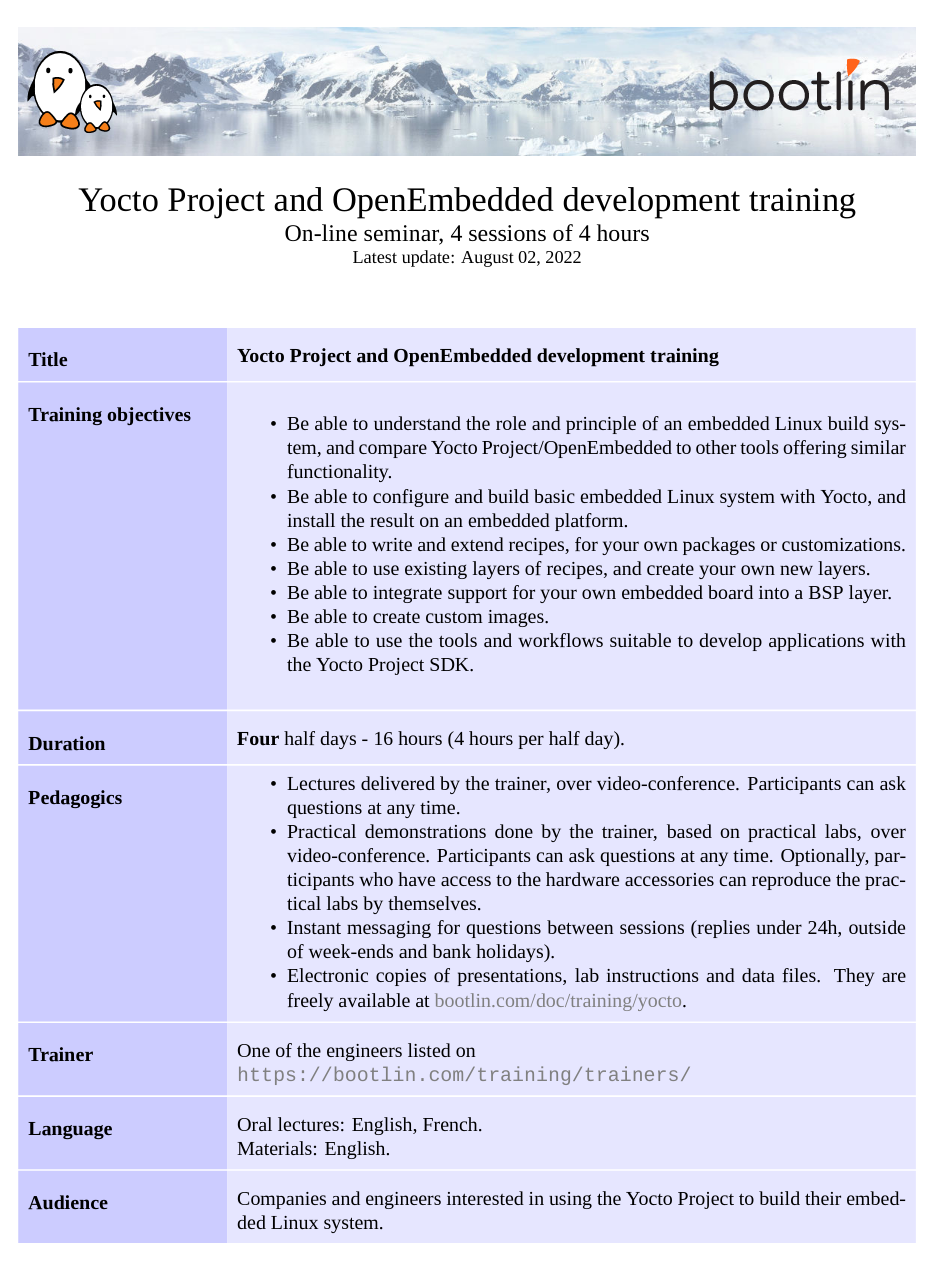 bootlin
Yocto Project and OpenEmbedded development training
On-line seminar, 4 sessions of 4 hours
Latest update: August 02, 2022
Title
Yocto Project and OpenEmbedded development training
Training objectives
• Be able to understand the role and principle of an embedded Linux build sys-
tem, and compare Yocto Project/OpenEmbedded to other tools offering similar
functionality.
• Be able to configure and build basic embedded Linux system with Yocto, and
install the result on an embedded platform.
• Be able to write and extend recipes, for your own packages or customizations.
• Be able to use existing layers of recipes, and create your own new layers.
• Be able to integrate support for your own embedded board into a BSP layer.
• Be able to create custom images.
• Be able to use the tools and workflows suitable to develop applications with
the Yocto Project SDK.
Duration
Four half days - 16 hours (4 hours per half day).
Pedagogics
• Lectures delivered by the trainer, over video-conference. Participants can ask
questions at any time.
• Practical demonstrations done by the trainer, based on practical labs, over
video-conference. Participants can ask questions at any time. Optionally, par-
ticipants who have access to the hardware accessories can reproduce the prac-
tical labs by themselves.
• Instant messaging for questions between sessions (replies under 24h, outside
of week-ends and bank holidays).
• Electronic copies of presentations, lab instructions and data files. They are
freely available at bootlin.com/doc/training/yocto.
Trainer
One of the engineers listed on
https://bootlin.com/training/trainers/
Language
Oral lectures: English, French.
Materials: English.
Audience
Companies and engineers interested in using the Yocto Project to build their embed-
ded Linux system.